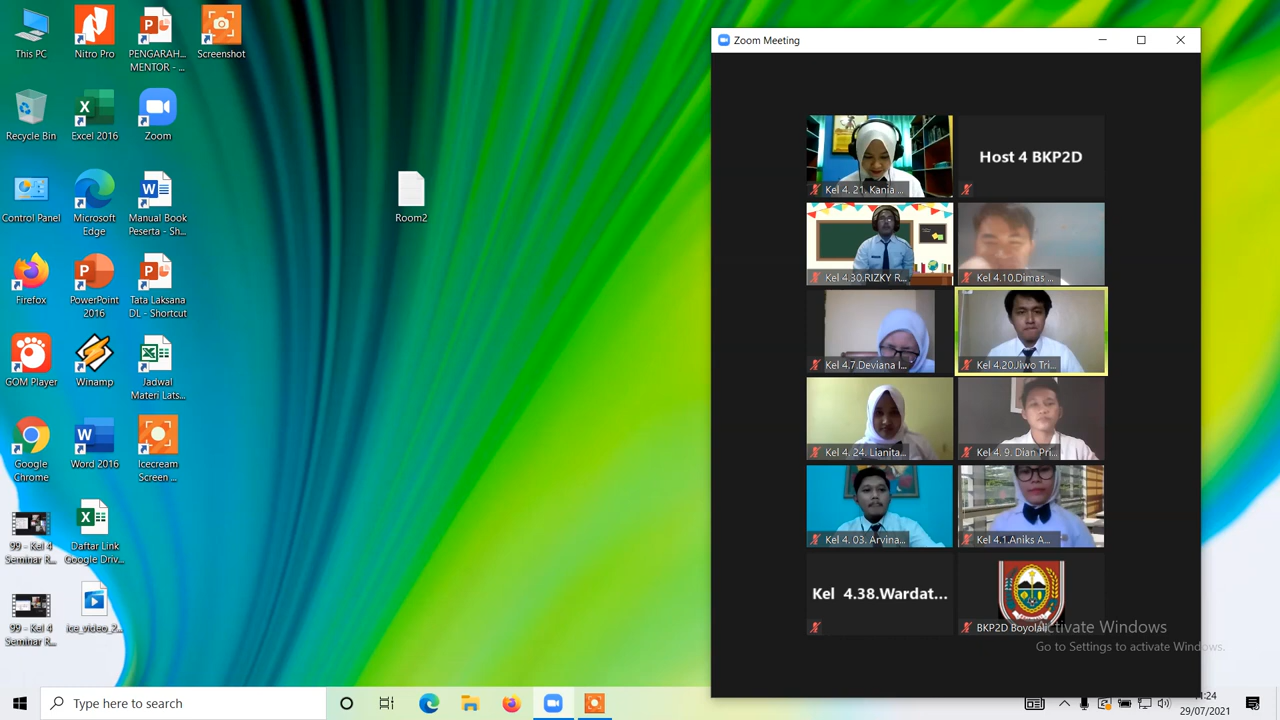 This PC
Nitro Pro
PENGARAH...
MENTOR - ...
Screenshot
Recycle Bin
Excel 2016
Zoom
Control Panel
Microsoft
Edge
Manual Book
Peserta - Sh...
Room2
Firefox
PowerPoint
2016
Tata Laksana
DL - Shortcut
GOM Player
Winamp
Jadwal
Materi Lats...
Google
Chrome
Word 2016
Icecream
Screen ...
99 - Kel 4
Seminar R...
Daftar Link
Google Driv...
99 - Kel 4
Seminar R...
ice_video_2...
Zoom Meeting
Kel 4. 21. Kania ...
Host 4 BKP2D
Kel 4.30.RIZKY R...
Kel 4.10.Dimas ...
Kel 4.7.Deviana I...
Kel 4.20.Jiwo Tri...
Kel 4. 24. Lianita...
Kel 4. 9. Dian Pri...
Kel 4. 03. Arvina...
Kel 4.1.Aniks A...
Kel 4.38.Wardat...
BKP2D Boyolali
Activate Windows
Go to Settings to activate Windows.
Type here to search
11:24
29/07/2021